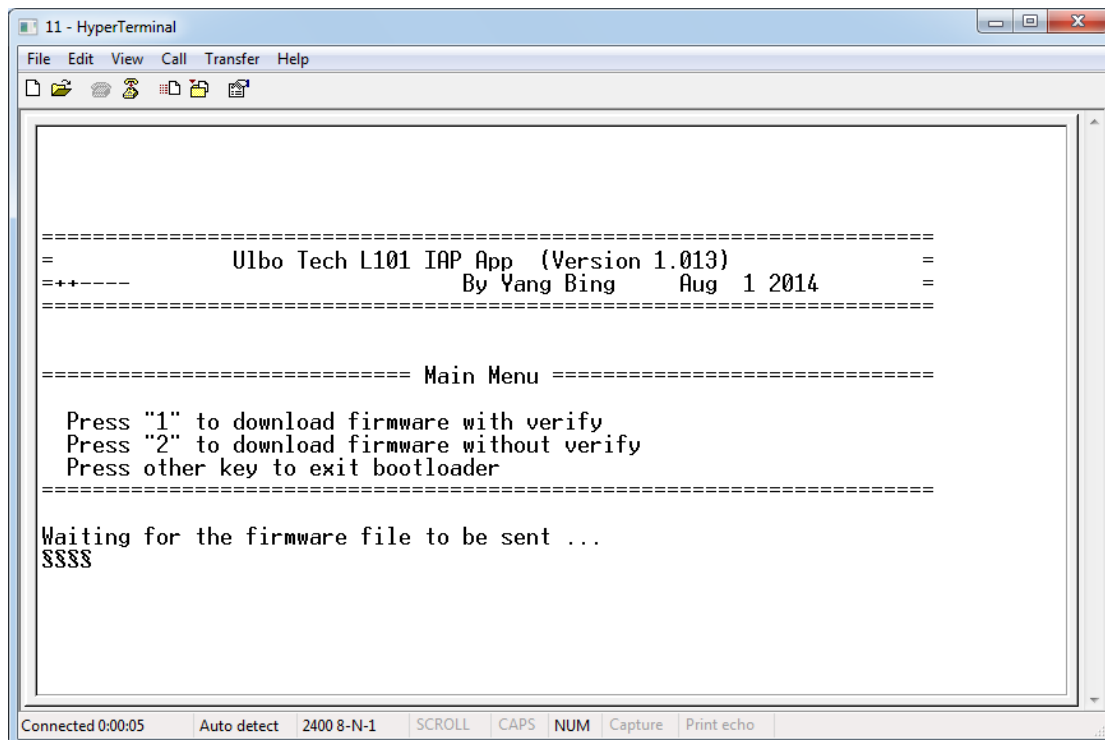 11 - HyperTerminal
File Edit View Call Transfer Help
======================================================================
=               Ulbo Tech L101 IAP App  (Version 1.013)               =
=++----                          By Yang Bing     Aug  1 2014        =
======================================================================
============================= Main Menu ==============================
Press "1" to download firmware with verify
Press "2" to download firmware without verify
Press other key to exit bootloader
======================================================================
Waiting for the firmware file to be sent ...
§§§§
Connected 0:00:05 Auto detect 2400 8-N-1 SCROLL CAPS NUM Capture Print echo